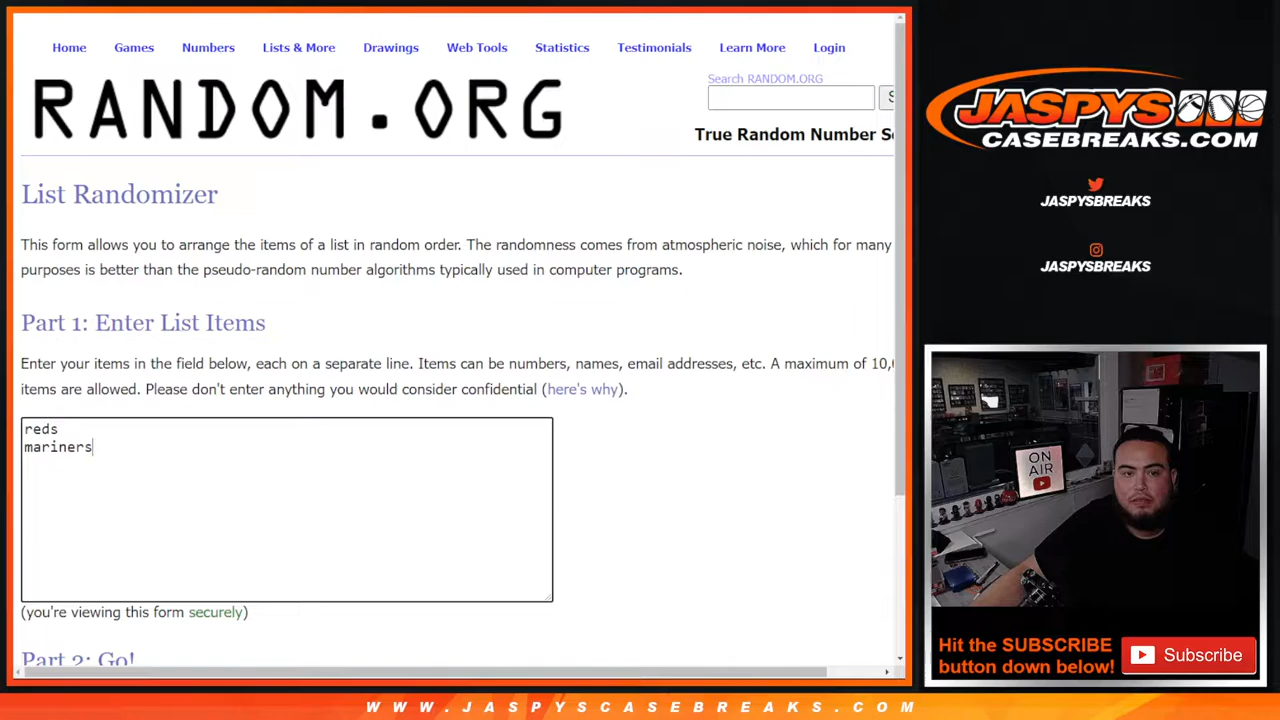 Home Games Numbers Lists & More Drawings Web Tools Statistics Testimonials Learn More Login
Search RANDOM.ORG
RANDOM.ORG
S
True Random Number Se
List Randomizer
This form allows you to arrange the items of a list in random order. The randomness comes from atmospheric noise, which for many
purposes is better than the pseudo-random number algorithms typically used in computer programs.
Part 1: Enter List Items
Enter your items in the field below, each on a separate line. Items can be numbers, names, email addresses, etc. A maximum of 10,
items are allowed. Please don't enter anything you would consider confidential (here's why).
reds
mariners
(you're viewing this form securely)
Part 2: Go!
JASPYS
CASEBREAKS.COM
JASPYSBREAKS
JASPYSBREAKS
ON
AIR
Hit the SUBSCRIBE
button down below!
Subscribe
WWW.JASPYSCASEBREAKS.COM